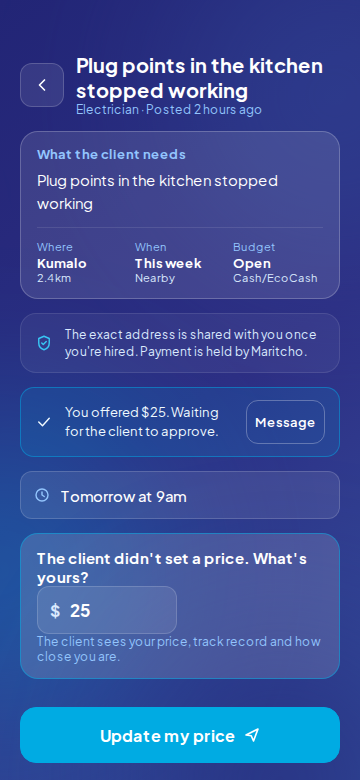 Plug points in the kitchen
stopped working
Electrician · Posted 2 hours ago
What the client needs
Plug points in the kitchen stopped
working
Where When Budget
Kumalo This week Open
2.4km Nearby Cash/EcoCash
The exact address is shared with you once
you're hired. Payment is held by Maritcho.
You offered $25. Waiting
for the client to approve.
Message
Tomorrow at 9am
The client didn't set a price. What's
yours?
$ 25
The client sees your price, track record and how
close you are.
Update my price